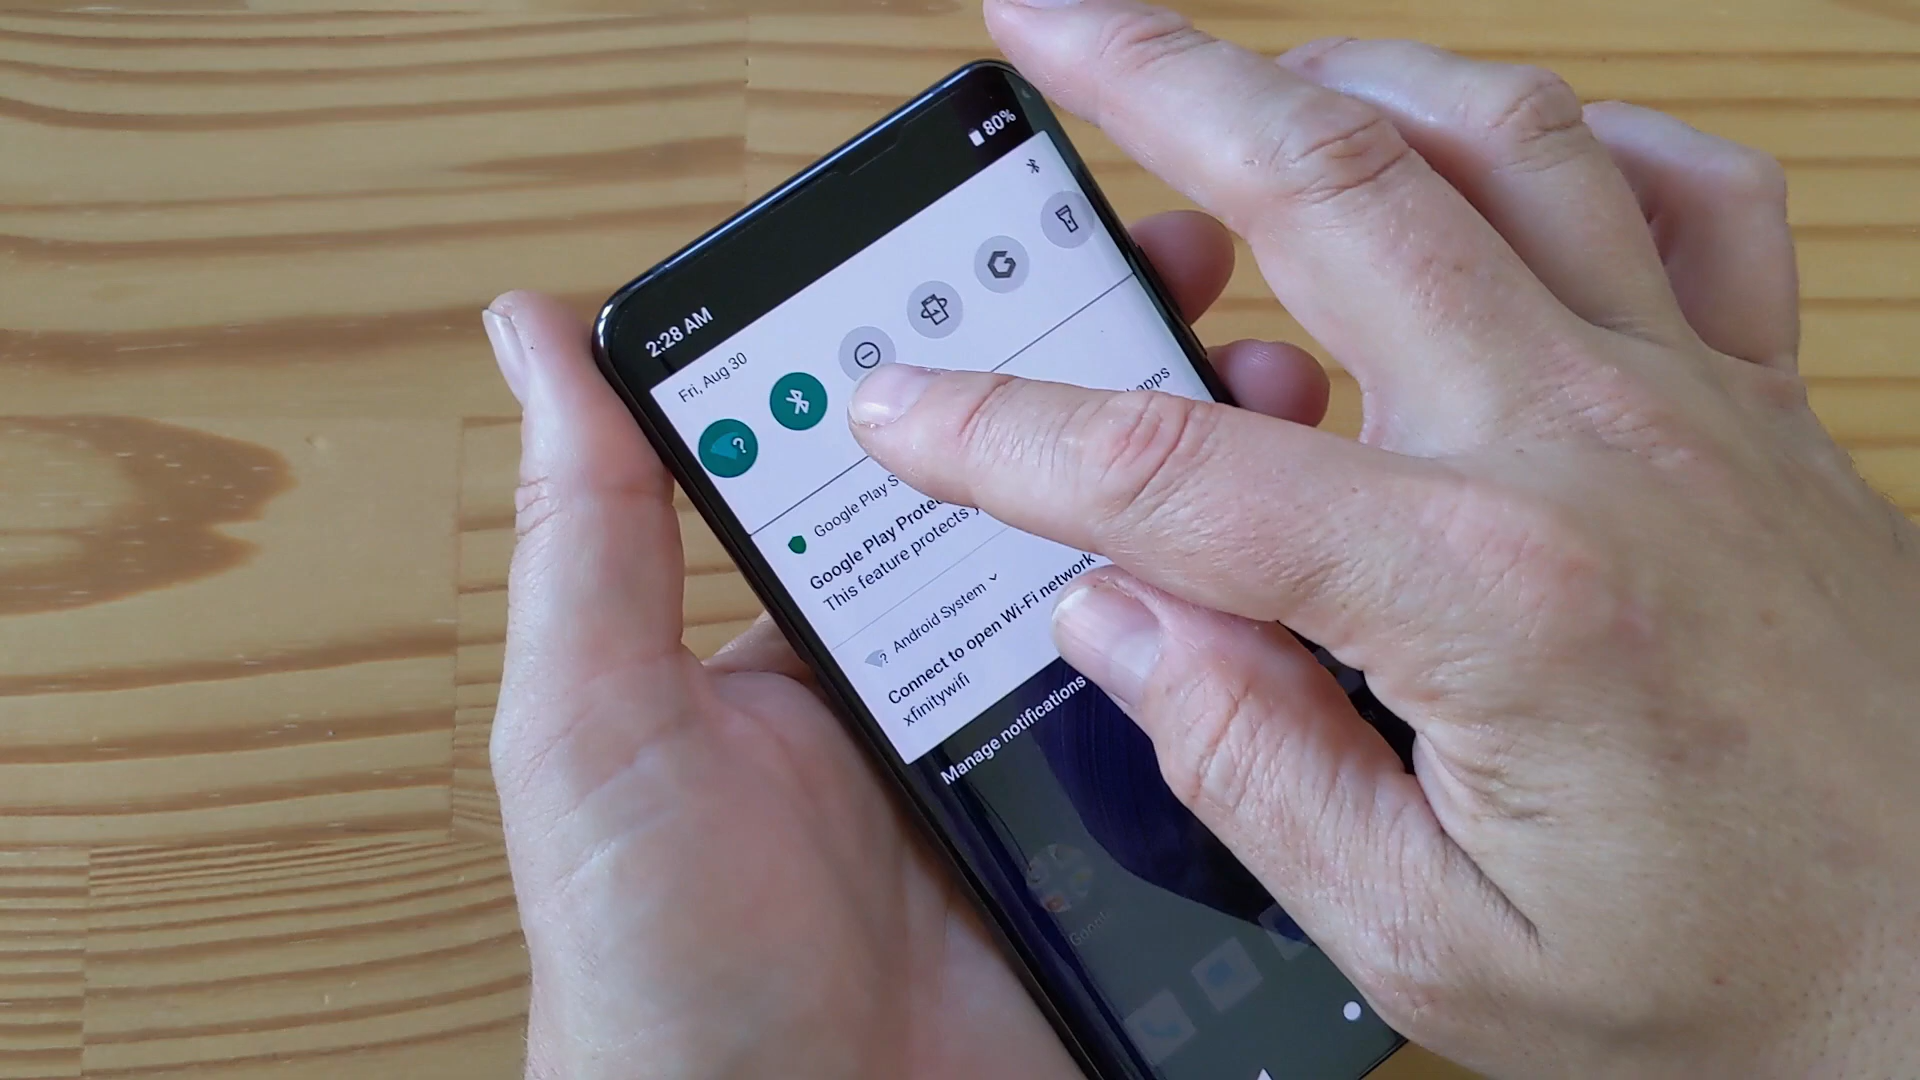 80%
2:28 AM
Fri, Aug 30
Google Play
apps
Google Play
This feature protects
Android System
Connect to open Wi-Fi network
xfinitywifi
Manage notifications